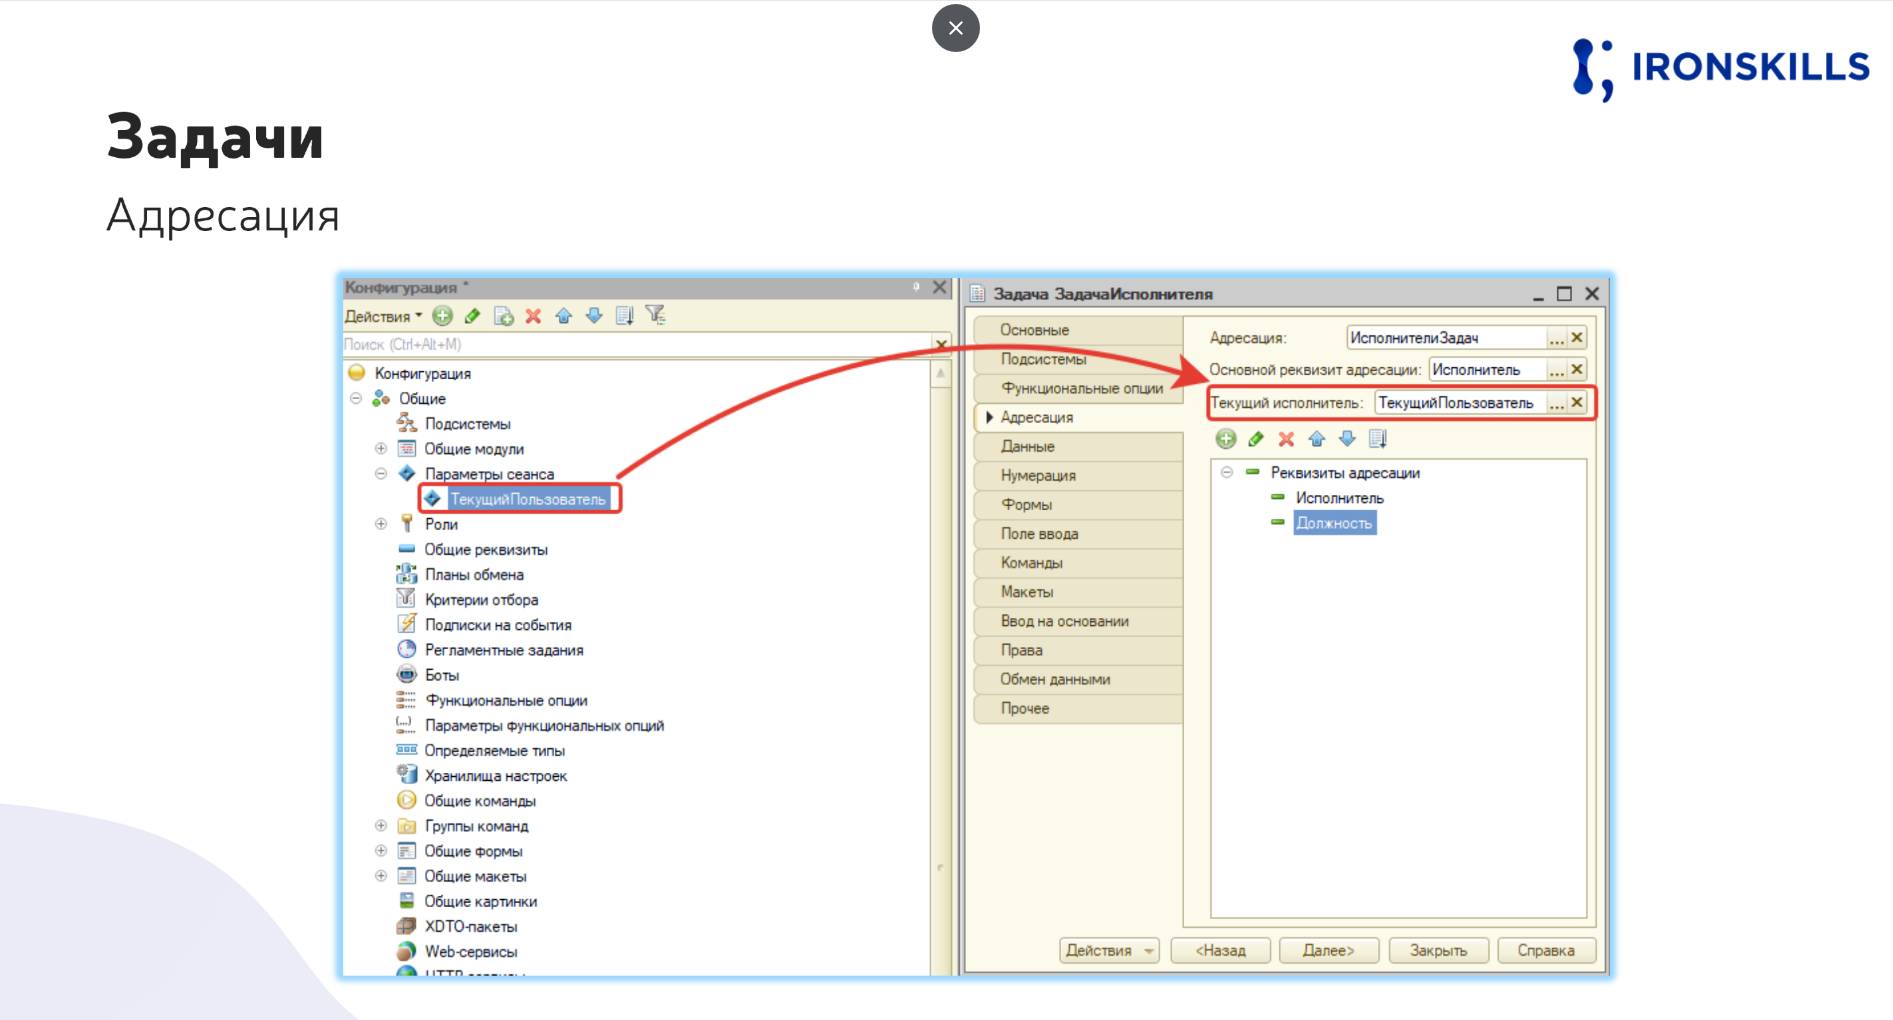 IRONSKILLS
Задачи
Адресация
Конфигурация *
Действия
Поиск (Ctrl+Alt+M)
Конфигурация
Общие
Подсистемы
Общие модули
Параметры сеанса
ТекущийПользователь
Роли
Общие реквизиты
Планы обмена
Критерии отбора
Подписки на события
Регламентные задания
Боты
Функциональные опции
Параметры функциональных опций
Определяемые типы
Хранилища настроек
Общие команды
Группы команд
Общие формы
Общие макеты
Общие картинки
XDTO-пакеты
Web-сервисы
HTTP-сервисы
Задача ЗадачаИсполнителя
Основные
Подсистемы
Функциональные опции
Адресация
Данные
Нумерация
Формы
Поле ввода
Команды
Макеты
Ввод на основании
Права
Обмен данными
Прочее
Адресация: ИсполнителиЗадач ...
Основной реквизит адресации: Исполнитель ...
Текущий исполнитель: ТекущийПользователь ...
Реквизиты адресации
Исполнитель
Должность
Действия <Назад Далее> Закрыть Справка